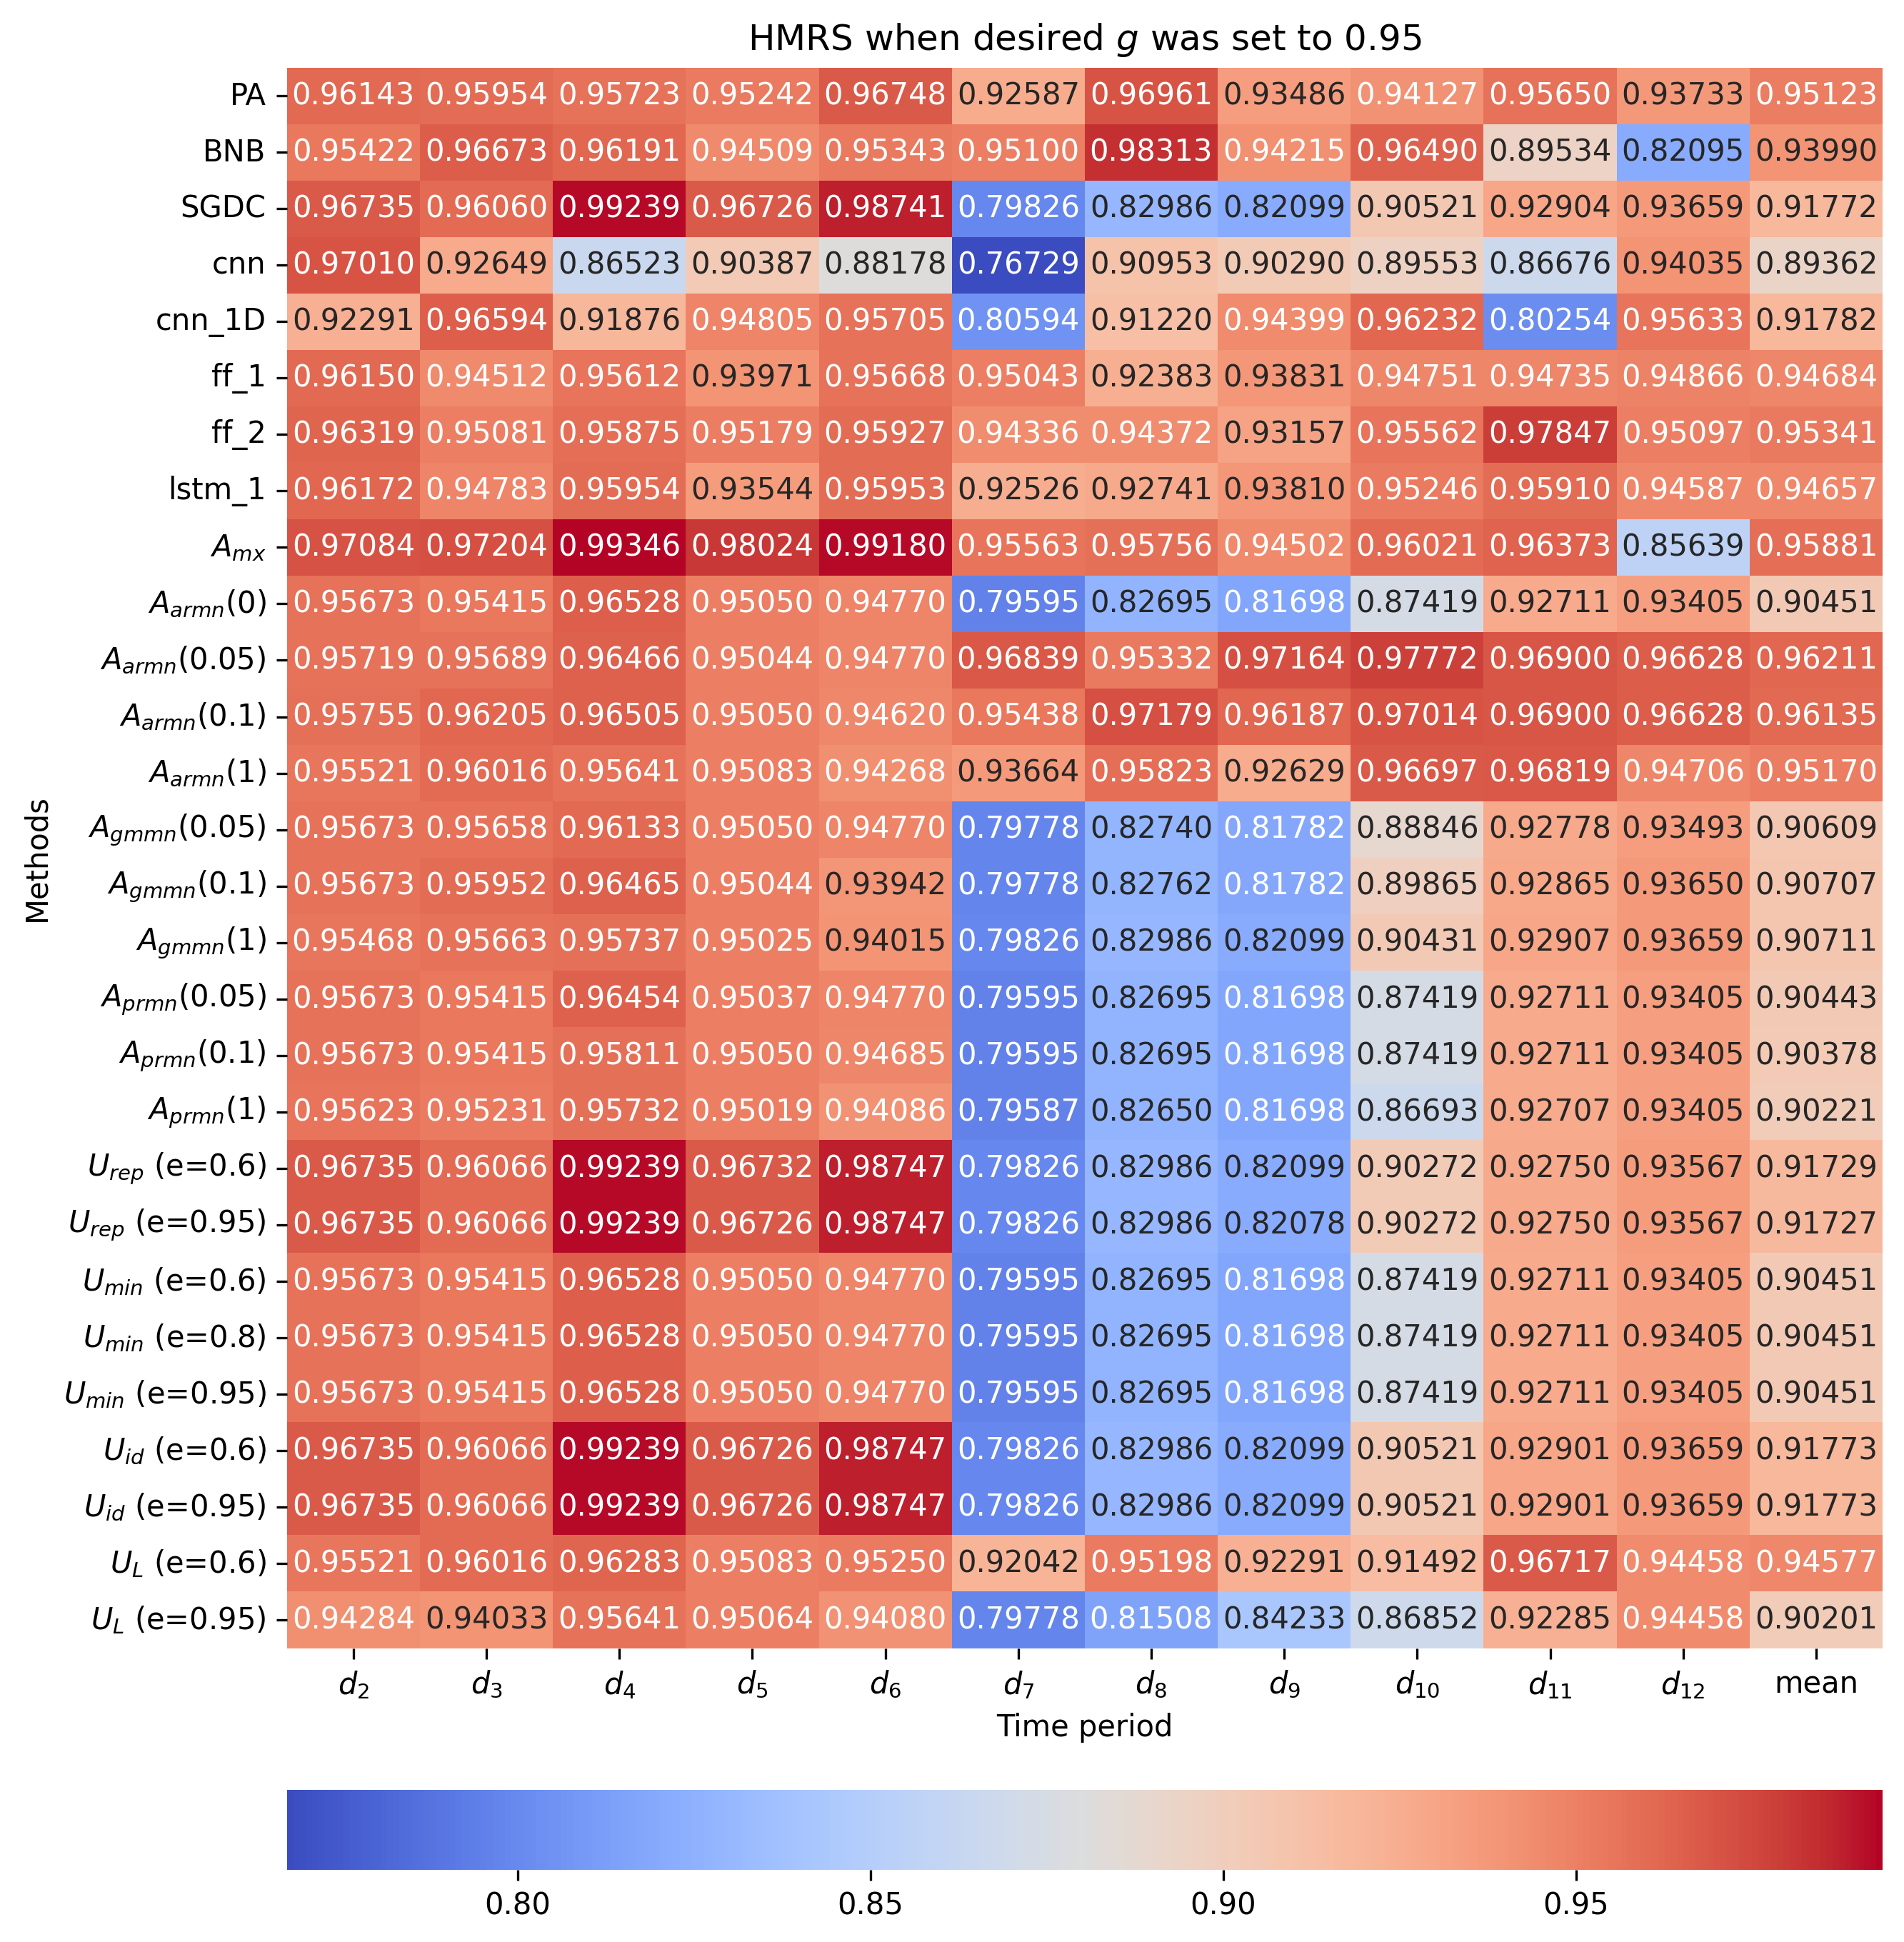 HMRS when desired g was set to 0.95
Methods
PA 0.96143 0.95954 0.95723 0.95242 0.96748 0.92587 0.96961 0.93486 0.94127 0.95650 0.93733 0.95123
BNB 0.95422 0.96673 0.96191 0.94509 0.95343 0.95100 0.98313 0.94215 0.96490 0.89534 0.82095 0.93990
SGDC 0.96735 0.96060 0.99239 0.96726 0.98741 0.79826 0.82986 0.82099 0.90521 0.92904 0.93659 0.91772
cnn 0.97010 0.92649 0.86523 0.90387 0.88178 0.76729 0.90953 0.90290 0.89553 0.86676 0.94035 0.89362
cnn_1D 0.92291 0.96594 0.91876 0.94805 0.95705 0.80594 0.91220 0.94399 0.96232 0.80254 0.95633 0.91782
ff_1 0.96150 0.94512 0.95612 0.93971 0.95668 0.95043 0.92383 0.93831 0.94751 0.94735 0.94866 0.94684
ff_2 0.96319 0.95081 0.95875 0.95179 0.95927 0.94336 0.94372 0.93157 0.95562 0.97847 0.95097 0.95341
lstm_1 0.96172 0.94783 0.95954 0.93544 0.95953 0.92526 0.92741 0.93810 0.95246 0.95910 0.94587 0.94657
A_mx 0.97084 0.97204 0.99346 0.98024 0.99180 0.95563 0.95756 0.94502 0.96021 0.96373 0.85639 0.95881
A_armn(0) 0.95673 0.95415 0.96528 0.95050 0.94770 0.79595 0.82695 0.81698 0.87419 0.92711 0.93405 0.90451
A_armn(0.05) 0.95719 0.95689 0.96466 0.95044 0.94770 0.96839 0.95332 0.97164 0.97772 0.96900 0.96628 0.96211
A_armn(0.1) 0.95755 0.96205 0.96505 0.95050 0.94620 0.95438 0.97179 0.96187 0.97014 0.96900 0.96628 0.96135
A_armn(1) 0.95521 0.96016 0.95641 0.95083 0.94268 0.93664 0.95823 0.92629 0.96697 0.96819 0.94706 0.95170
A_gmmn(0.05) 0.95673 0.95658 0.96133 0.95050 0.94770 0.79778 0.82740 0.81782 0.88846 0.92778 0.93493 0.90609
A_gmmn(0.1) 0.95673 0.95952 0.96465 0.95044 0.93942 0.79778 0.82762 0.81782 0.89865 0.92865 0.93650 0.90707
A_gmmn(1) 0.95468 0.95663 0.95737 0.95025 0.94015 0.79826 0.82986 0.82099 0.90431 0.92907 0.93659 0.90711
A_prmn(0.05) 0.95673 0.95415 0.96454 0.95037 0.94770 0.79595 0.82695 0.81698 0.87419 0.92711 0.93405 0.90443
A_prmn(0.1) 0.95673 0.95415 0.95811 0.95050 0.94685 0.79595 0.82695 0.81698 0.87419 0.92711 0.93405 0.90378
A_prmn(1) 0.95623 0.95231 0.95732 0.95019 0.94086 0.79587 0.82650 0.81698 0.86693 0.92707 0.93405 0.90221
U_rep (e=0.6) 0.96735 0.96066 0.99239 0.96732 0.98747 0.79826 0.82986 0.82099 0.90272 0.92750 0.93567 0.91729
U_rep (e=0.95) 0.96735 0.96066 0.99239 0.96726 0.98747 0.79826 0.82986 0.82078 0.90272 0.92750 0.93567 0.91727
U_min (e=0.6) 0.95673 0.95415 0.96528 0.95050 0.94770 0.79595 0.82695 0.81698 0.87419 0.92711 0.93405 0.90451
U_min (e=0.8) 0.95673 0.95415 0.96528 0.95050 0.94770 0.79595 0.82695 0.81698 0.87419 0.92711 0.93405 0.90451
U_min (e=0.95) 0.95673 0.95415 0.96528 0.95050 0.94770 0.79595 0.82695 0.81698 0.87419 0.92711 0.93405 0.90451
U_id (e=0.6) 0.96735 0.96066 0.99239 0.96726 0.98747 0.79826 0.82986 0.82099 0.90521 0.92901 0.93659 0.91773
U_id (e=0.95) 0.96735 0.96066 0.99239 0.96726 0.98747 0.79826 0.82986 0.82099 0.90521 0.92901 0.93659 0.91773
U_L (e=0.6) 0.95521 0.96016 0.96283 0.95083 0.95250 0.92042 0.95198 0.92291 0.91492 0.96717 0.94458 0.94577
U_L (e=0.95) 0.94284 0.94033 0.95641 0.95064 0.94080 0.79778 0.81508 0.84233 0.86852 0.92285 0.94458 0.90201
d_2 d_3 d_4 d_5 d_6 d_7 d_8 d_9 d_10 d_11 d_12 mean
Time period
0.80 0.85 0.90 0.95